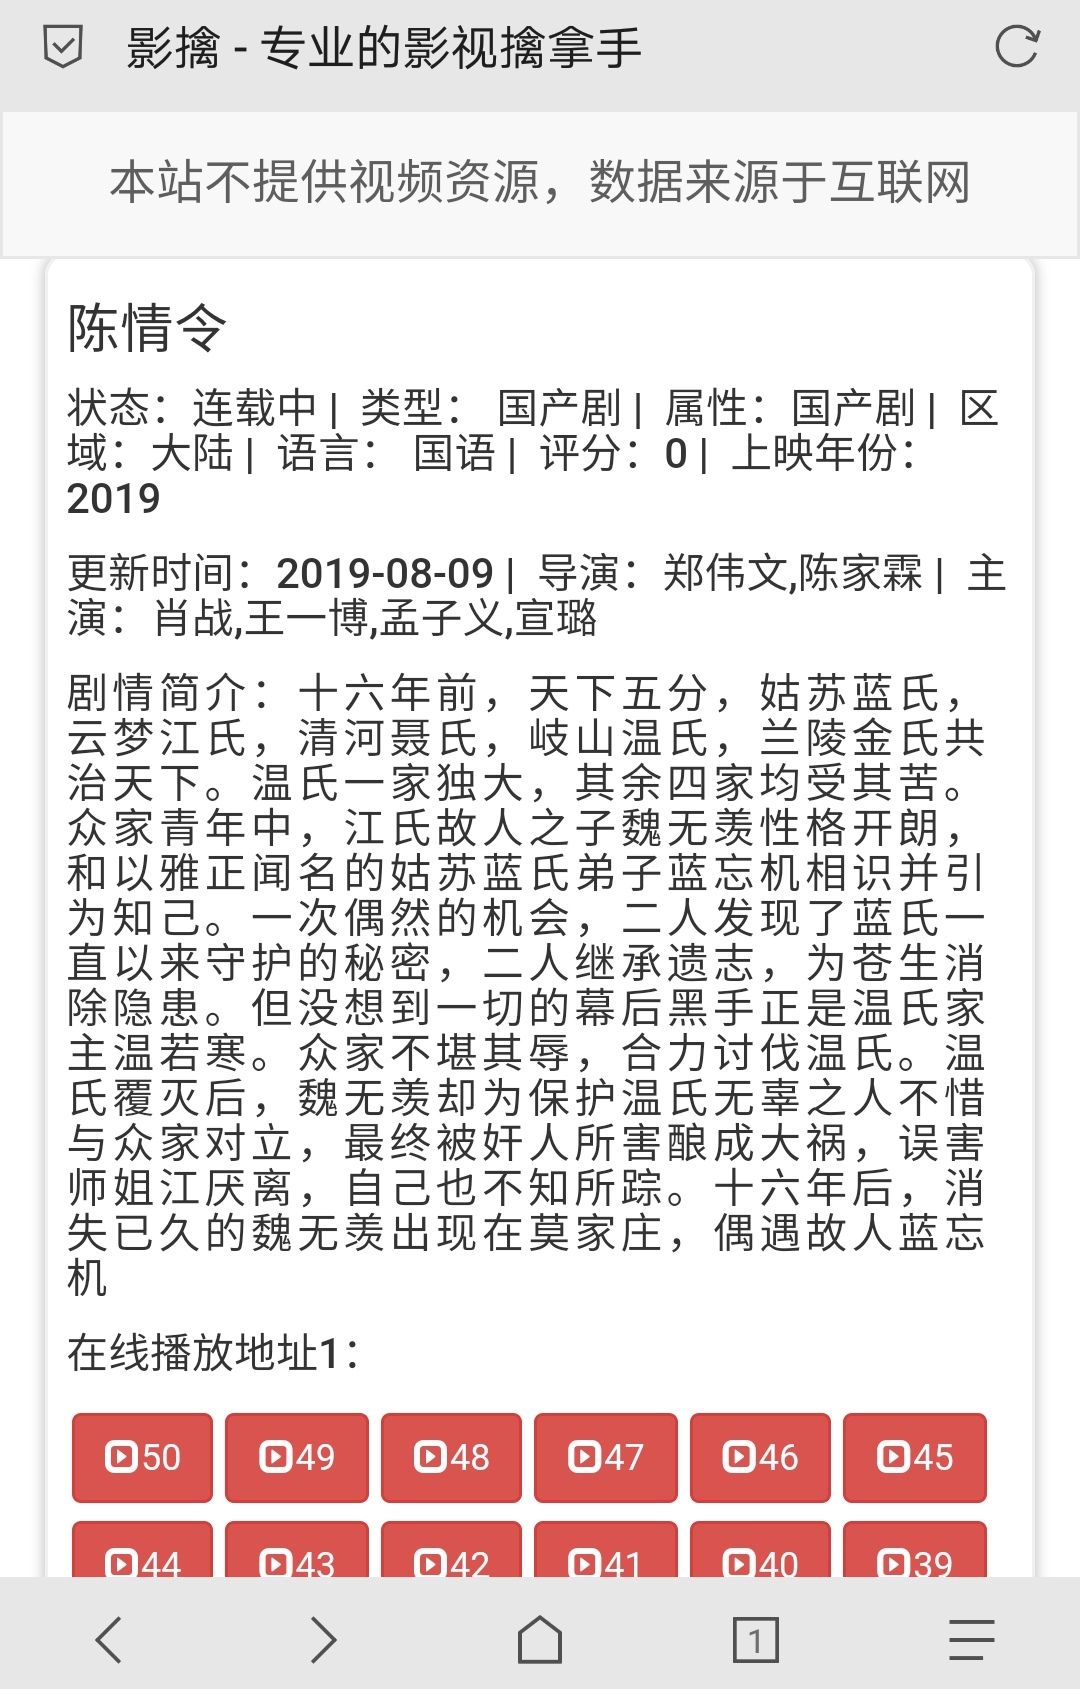 影擒 - 专业的影视擒拿手
本站不提供视频资源，数据来源于互联网
陈情令
状态：连载中 | 类型： 国产剧 | 属性：国产剧 | 区
域：大陆 | 语言： 国语 | 评分：0 | 上映年份：
2019
更新时间：2019-08-09 | 导演：郑伟文,陈家霖 | 主
演：肖战,王一博,孟子义,宣璐
剧情简介：十六年前，天下五分，姑苏蓝氏，
云梦江氏，清河聂氏，岐山温氏，兰陵金氏共
治天下。温氏一家独大，其余四家均受其苦。
众家青年中，江氏故人之子魏无羡性格开朗，
和以雅正闻名的姑苏蓝氏弟子蓝忘机相识并引
为知己。一次偶然的机会，二人发现了蓝氏一
直以来守护的秘密，二人继承遗志，为苍生消
除隐患。但没想到一切的幕后黑手正是温氏家
主温若寒。众家不堪其辱，合力讨伐温氏。温
氏覆灭后，魏无羡却为保护温氏无辜之人不惜
与众家对立，最终被奸人所害酿成大祸，误害
师姐江厌离，自己也不知所踪。十六年后，消
失已久的魏无羡出现在莫家庄，偶遇故人蓝忘
机
在线播放地址1：
50 49 48 47 46 45
44 43 42 41 40 39
1